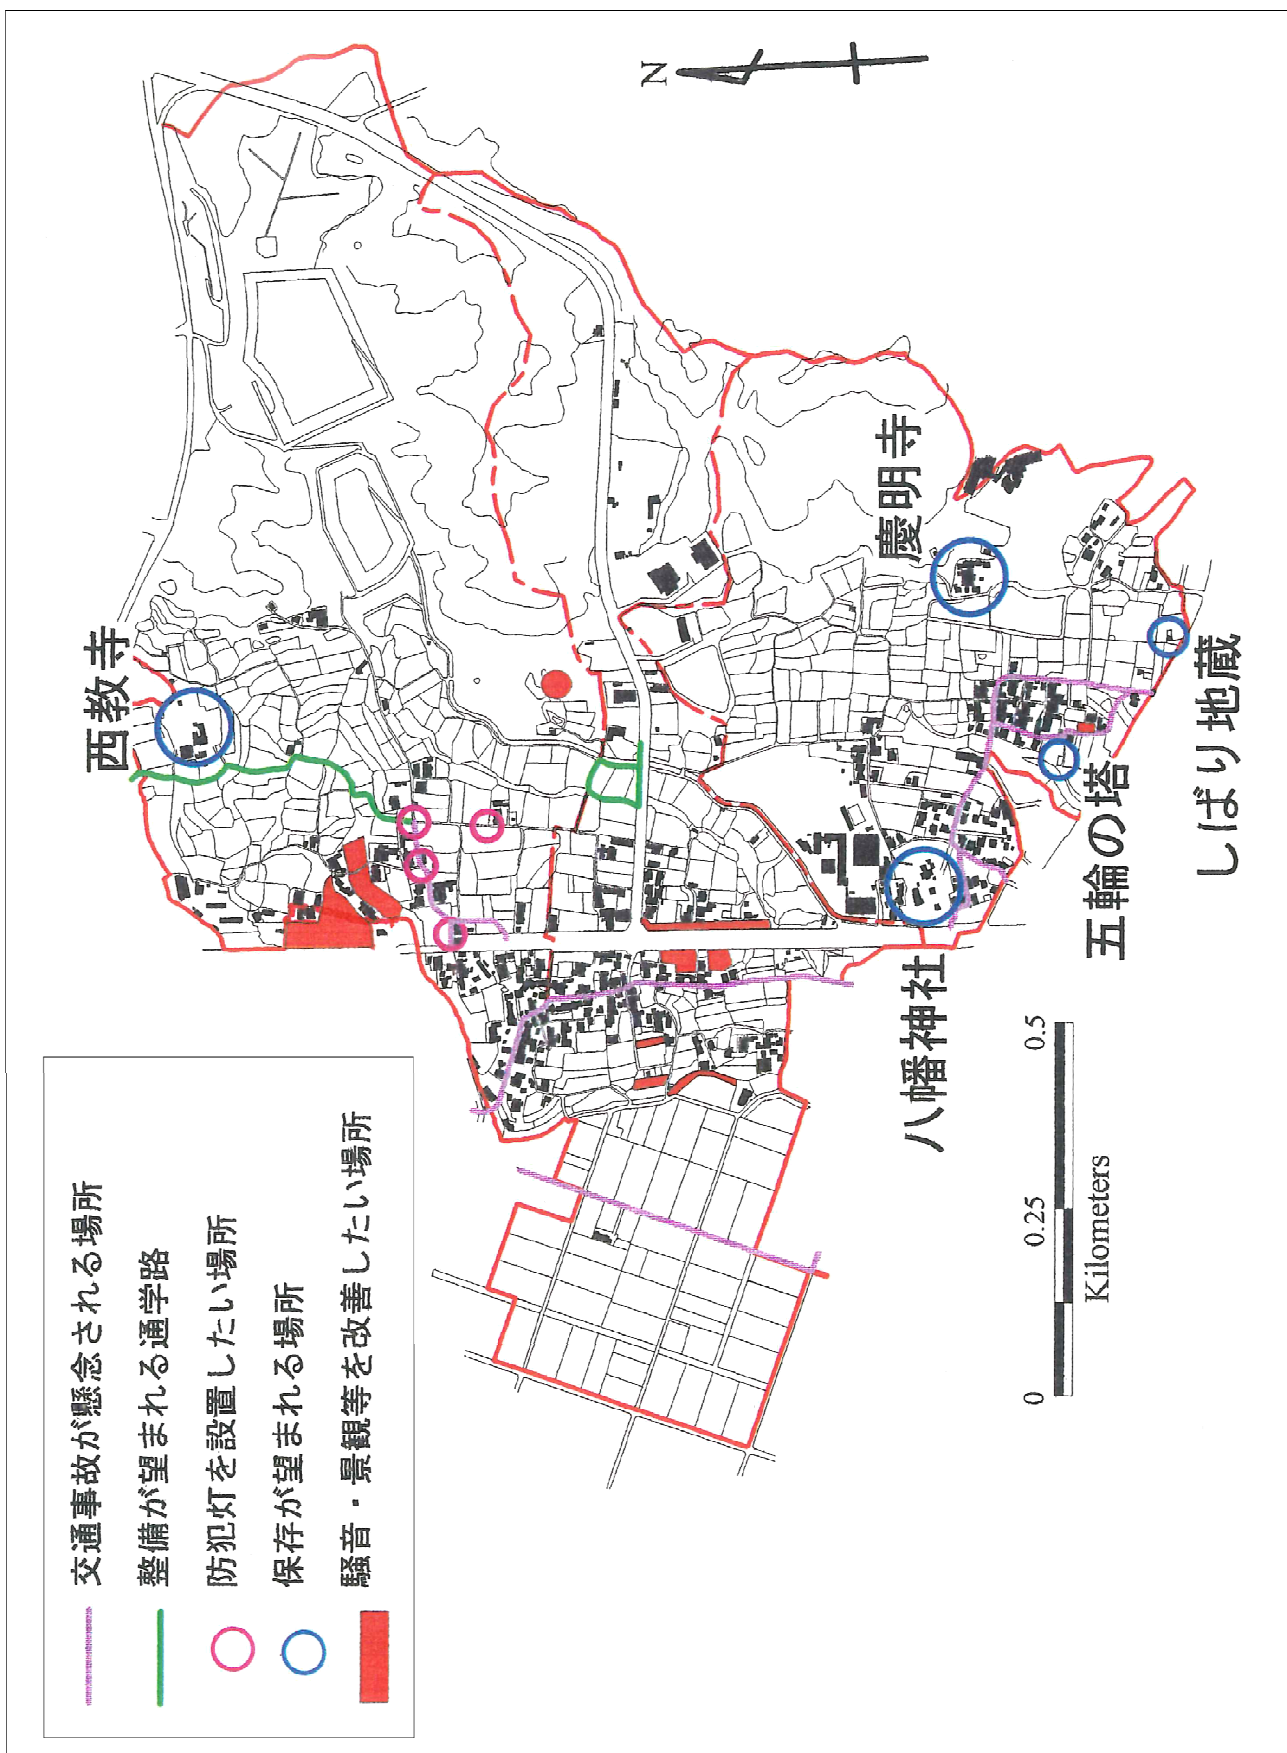 交通事故が懸念される場所
整備が望まれる通学路
防犯灯を設置したい場所
保存が望まれる場所
騒音・景観等を改善したい場所
西教寺
N
慶明寺
八幡神社
五輪の塔
しばり地蔵
0 0.25 0.5
Kilometers